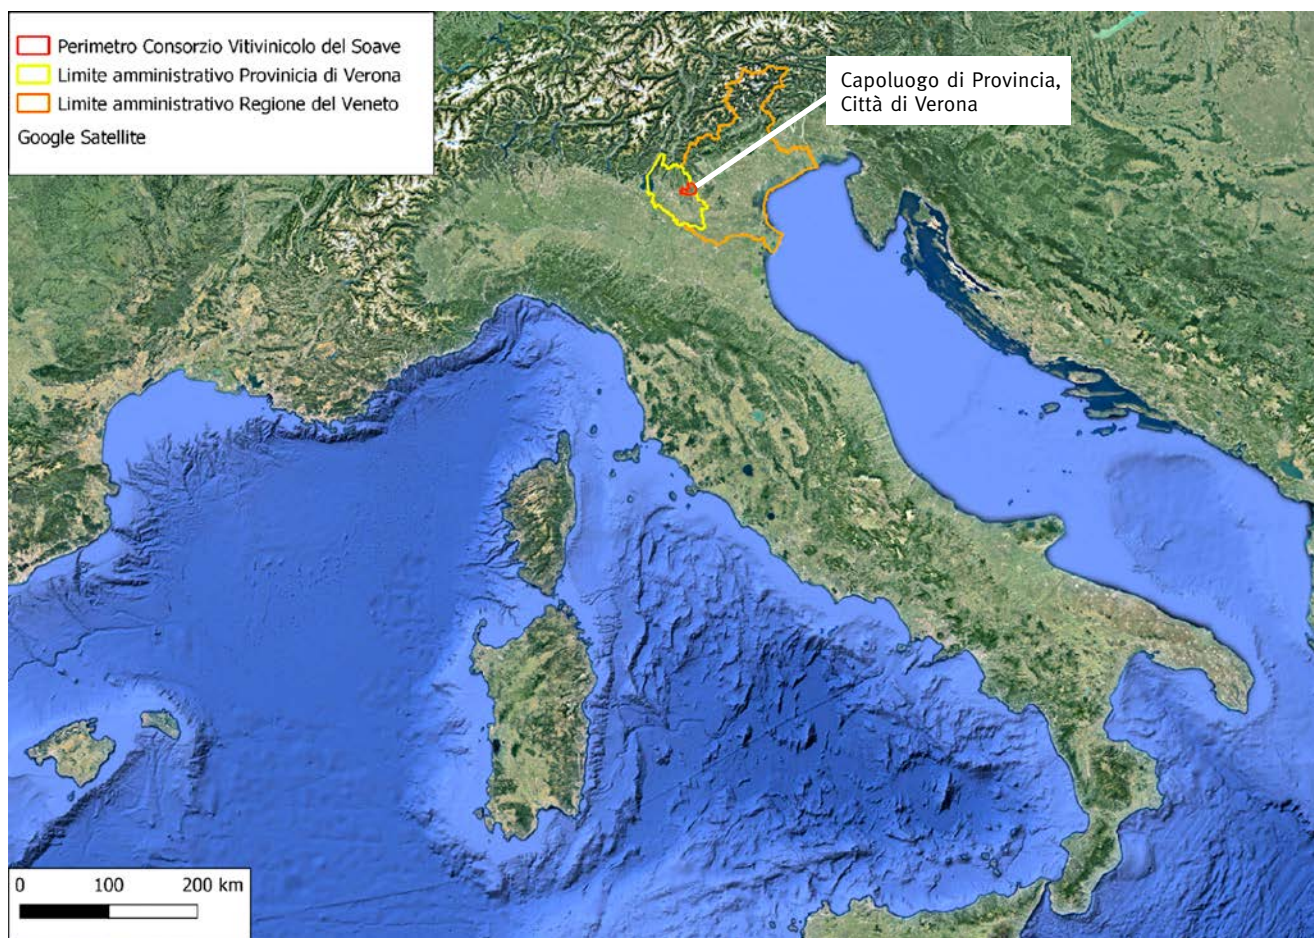 Perimetro Consorzio Vitivinicolo del Soave
Limite amministrativo Provinicia di Verona
Limite amministrativo Regione del Veneto
Google Satellite
Capoluogo di Provincia,
Città di Verona
0 100 200 km